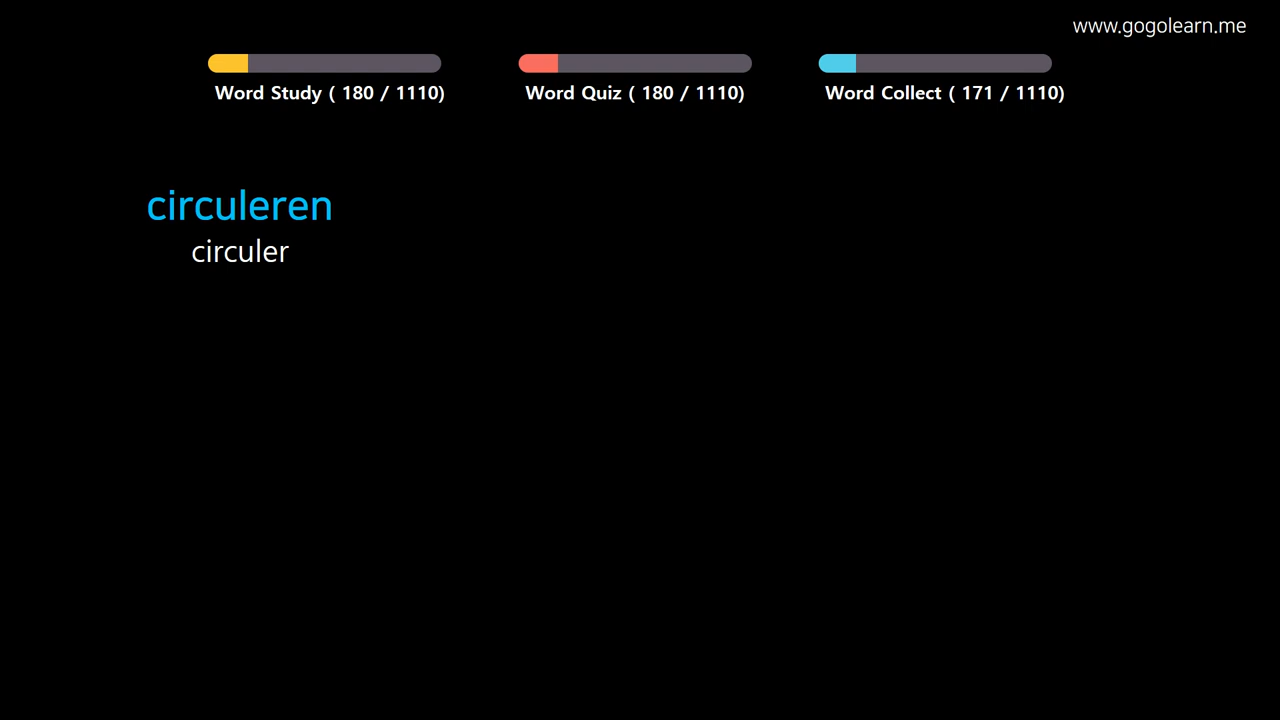 www.gogolearn.me
Word Study ( 180 / 1110)
Word Quiz ( 180 / 1110)
Word Collect ( 171 / 1110)
circuleren
circuler